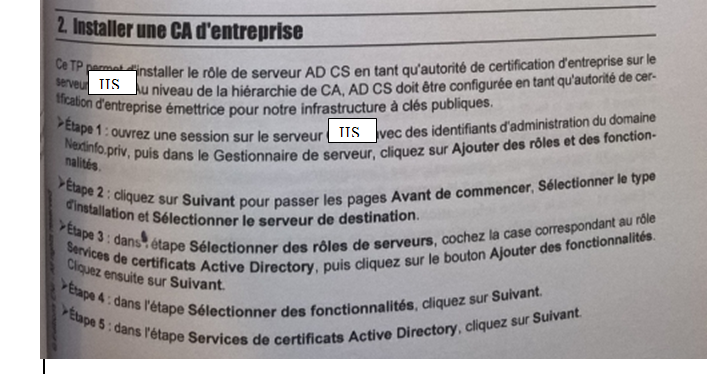 2. Installer une CA d'entreprise
Ce TP permet d'installer le rôle de serveur AD CS en tant qu'autorité de certification d'entreprise sur le
serveur IIS au niveau de la hiérarchie de CA, AD CS doit être configurée en tant qu'autorité de cer-
tification d'entreprise émettrice pour notre infrastructure à clés publiques.
➤Étape 1 : ouvrez une session sur le serveur IIS avec des identifiants d'administration du domaine
Nextinfo.priv, puis dans le Gestionnaire de serveur, cliquez sur Ajouter des rôles et des fonction-
nalités.
➤Étape 2 : cliquez sur Suivant pour passer les pages Avant de commencer, Sélectionner le type
d'installation et Sélectionner le serveur de destination.
➤Étape 3 : dans étape Sélectionner des rôles de serveurs, cochez la case correspondant au rôle
Services de certificats Active Directory, puis cliquez sur le bouton Ajouter des fonctionnalités.
Cliquez ensuite sur Suivant.
➤Étape 4 : dans l'étape Sélectionner des fonctionnalités, cliquez sur Suivant.
➤Étape 5 : dans l'étape Services de certificats Active Directory, cliquez sur Suivant.